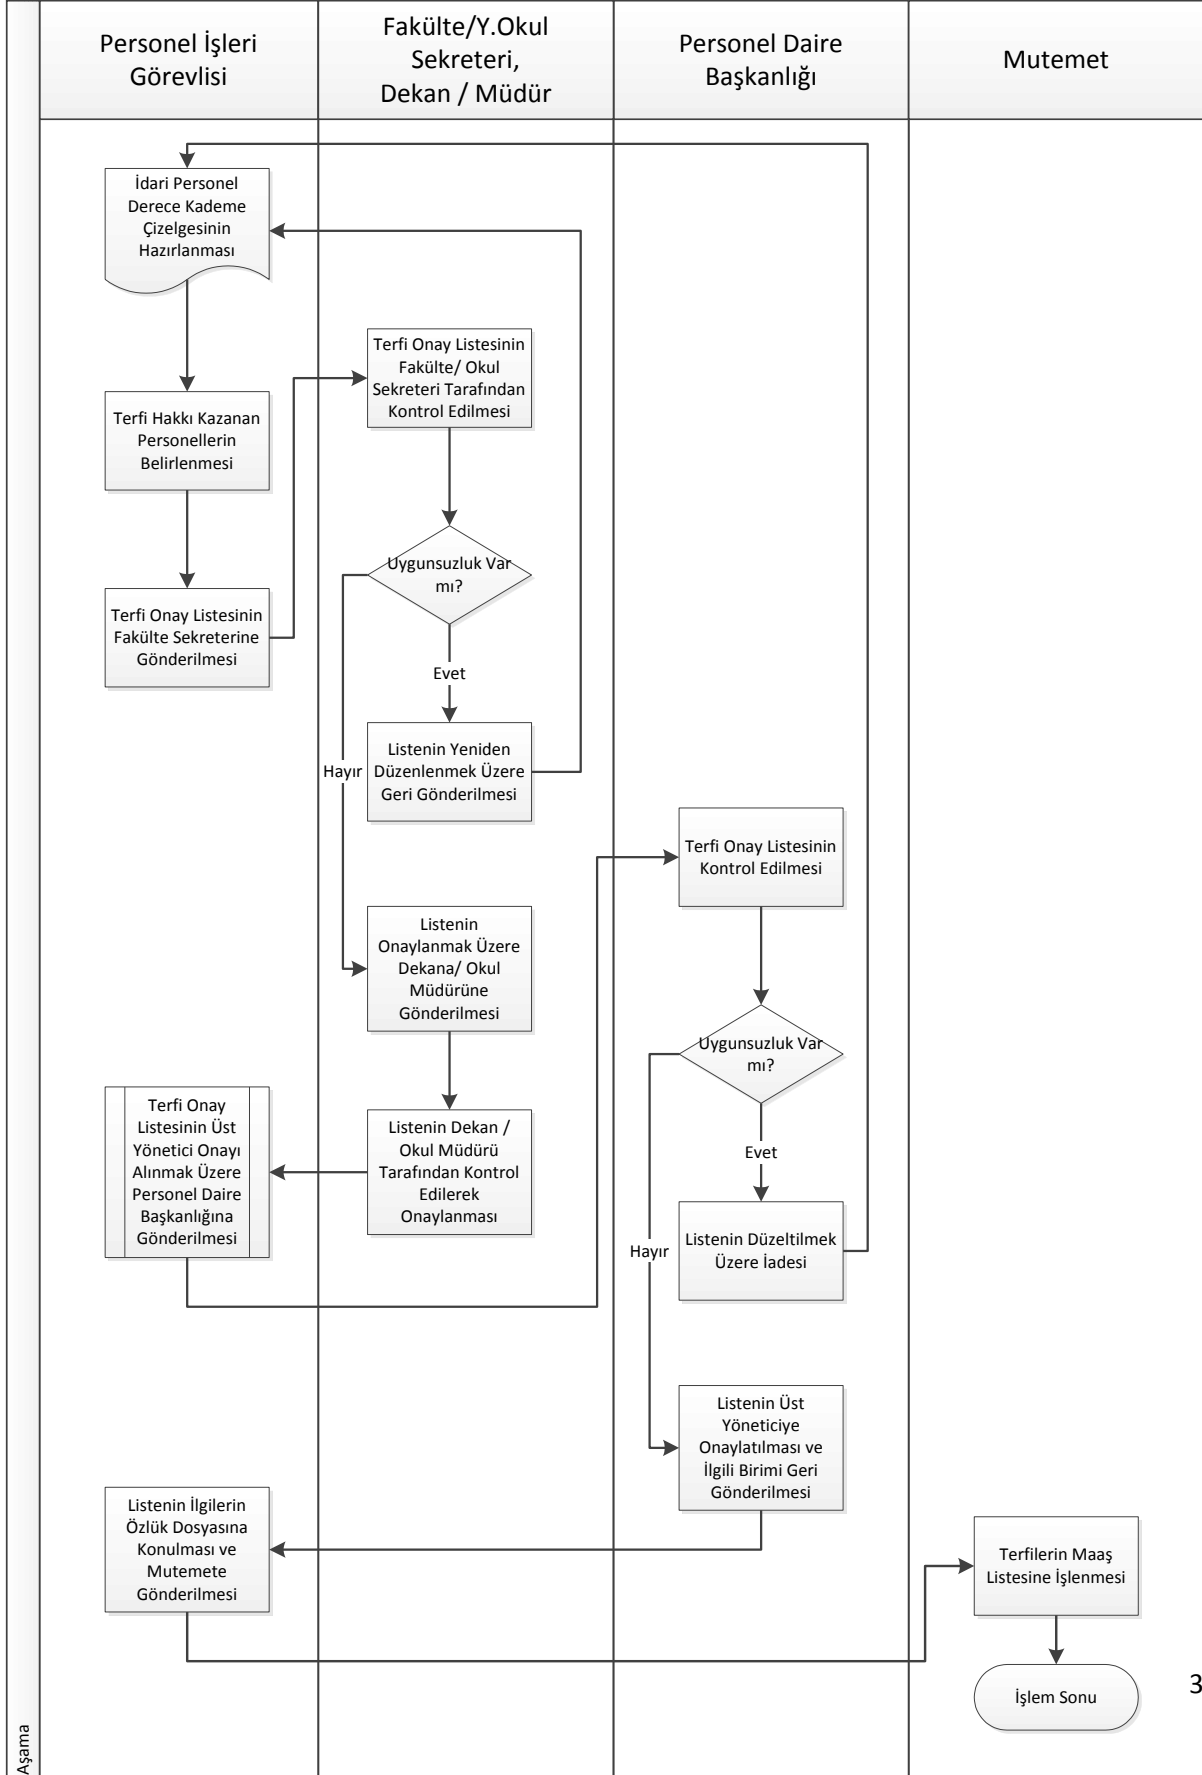 Personel İşleri
Görevlisi
Fakülte/Y.Okul
Sekreteri,
Dekan / Müdür
Personel Daire
Başkanlığı
Mutemet
İdari Personel
Derece Kademe
Çizelgesinin
Hazırlanması
Terfi Hakkı Kazanan
Personellerin
Belirlenmesi
Terfi Onay Listesinin
Fakülte Sekreterine
Gönderilmesi
Terfi Onay Listesinin
Fakülte/ Okul
Sekreteri Tarafından
Kontrol Edilmesi
Uygunsuzluk Var
mı?
Evet
Hayır
Listenin Yeniden
Düzenlenmek Üzere
Geri Gönderilmesi
Listenin
Onaylanmak Üzere
Dekana/ Okul
Müdürüne
Gönderilmesi
Listenin Dekan /
Okul Müdürü
Tarafından Kontrol
Edilerek
Onaylanması
Terfi Onay
Listesinin Üst
Yönetici Onayı
Alınmak Üzere
Personel Daire
Başkanlığına
Gönderilmesi
Terfi Onay Listesinin
Kontrol Edilmesi
Uygunsuzluk Var
mı?
Evet
Hayır
Listenin Düzeltilmek
Üzere İadesi
Listenin Üst
Yöneticiye
Onaylatılması ve
İlgili Birimi Geri
Gönderilmesi
Listenin İlgilerin
Özlük Dosyasına
Konulması ve
Mutemete
Gönderilmesi
Terfilerin Maaş
Listesine İşlenmesi
İşlem Sonu
3
Aşama